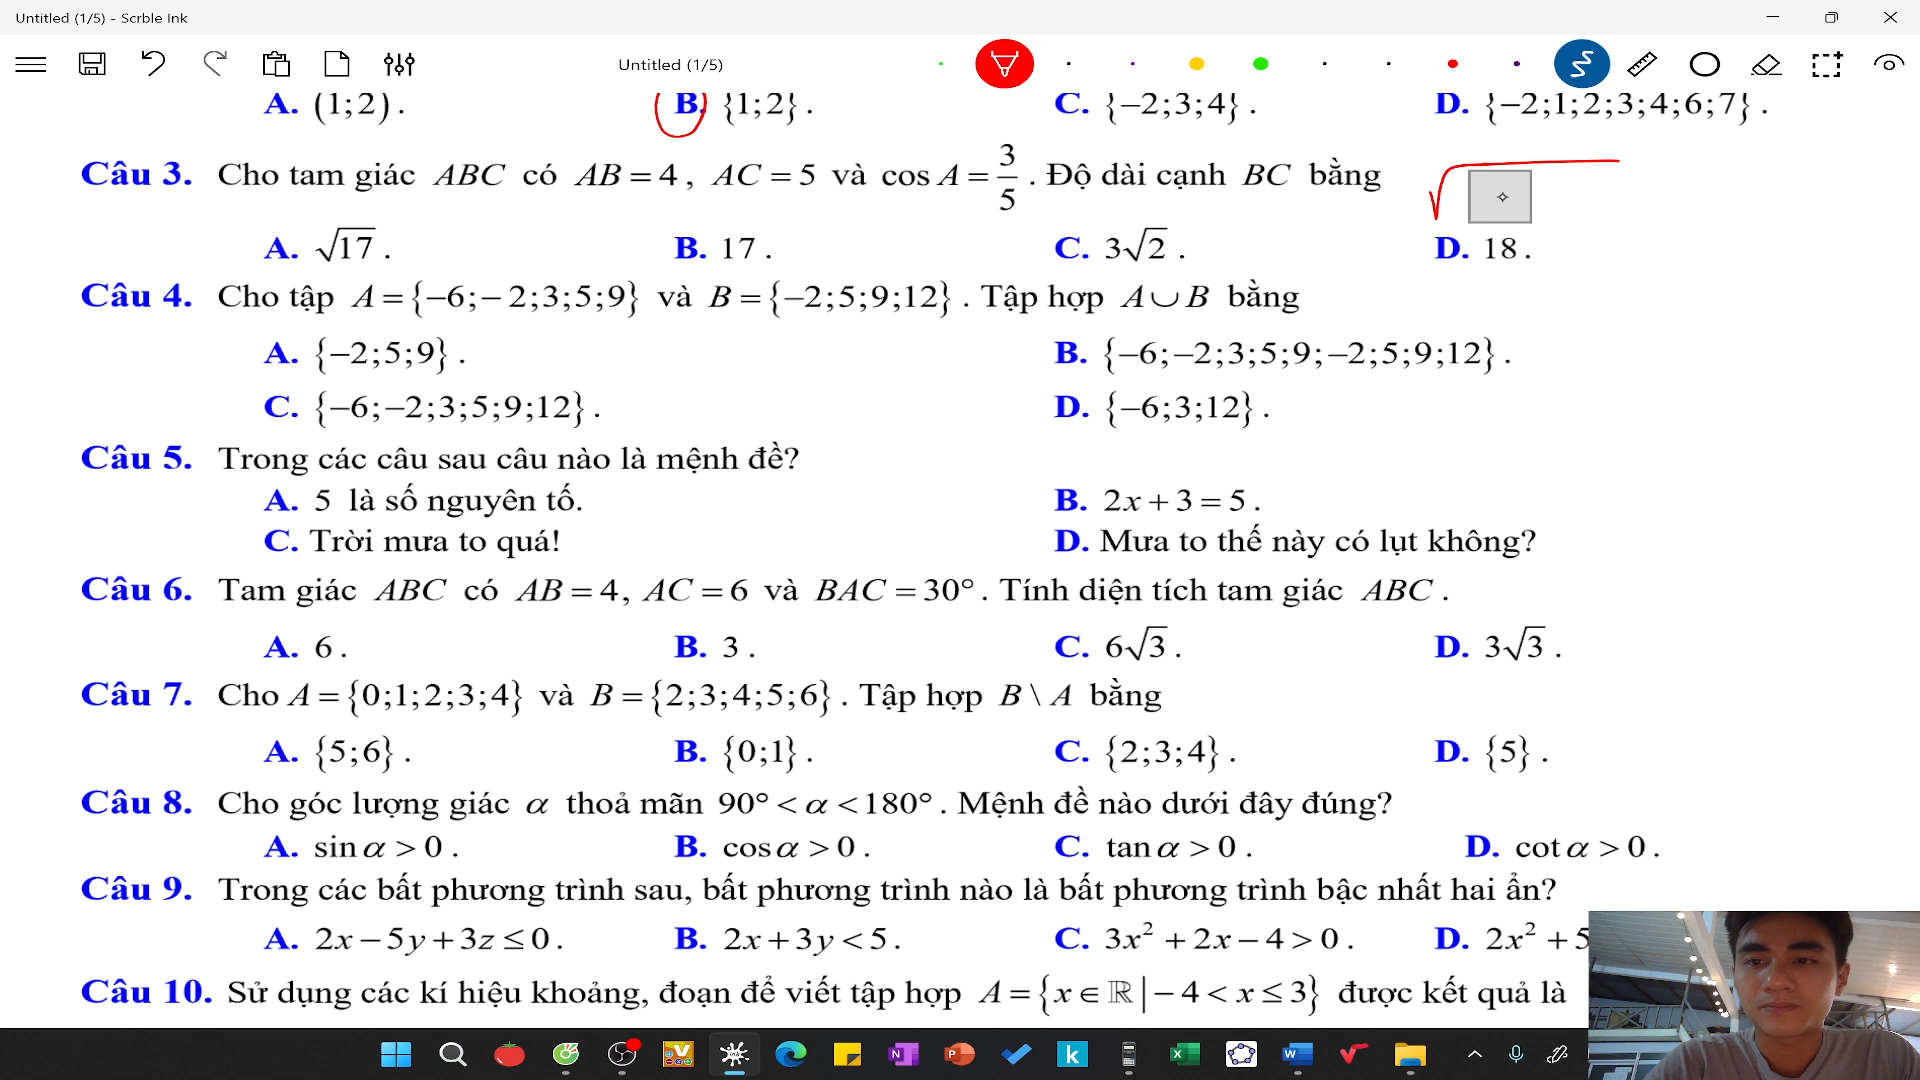 Untitled (1/5) - Scrble Ink
Untitled (1/5)
A. (1;2). B. {1;2}. C. {−2;3;4}. D. {−2;1;2;3;4;6;7}.
Câu 3. Cho tam giác ABC có AB = 4, AC = 5 và cos A = 3/5. Độ dài cạnh BC bằng
A. √17. B. 17. C. 3√2. D. 18.
Câu 4. Cho tập A = {−6;−2;3;5;9} và B = {−2;5;9;12}. Tập hợp A∪B bằng
A. {−2;5;9}. B. {−6;−2;3;5;9;−2;5;9;12}.
C. {−6;−2;3;5;9;12}. D. {−6;3;12}.
Câu 5. Trong các câu sau câu nào là mệnh đề?
A. 5 là số nguyên tố. B. 2x + 3 = 5.
C. Trời mưa to quá! D. Mưa to thế này có lụt không?
Câu 6. Tam giác ABC có AB = 4, AC = 6 và BAC = 30°. Tính diện tích tam giác ABC.
A. 6. B. 3. C. 6√3. D. 3√3.
Câu 7. Cho A = {0;1;2;3;4} và B = {2;3;4;5;6}. Tập hợp B \ A bằng
A. {5;6}. B. {0;1}. C. {2;3;4}. D. {5}.
Câu 8. Cho góc lượng giác α thoả mãn 90° < α < 180°. Mệnh đề nào dưới đây đúng?
A. sin α > 0. B. cos α > 0. C. tan α > 0. D. cot α > 0.
Câu 9. Trong các bất phương trình sau, bất phương trình nào là bất phương trình bậc nhất hai ẩn?
A. 2x − 5y + 3z ≤ 0. B. 2x + 3y < 5. C. 3x² + 2x − 4 > 0. D. 2x² + 5
Câu 10. Sử dụng các kí hiệu khoảng, đoạn để viết tập hợp A = {x ∈ ℝ | −4 < x ≤ 3} được kết quả là